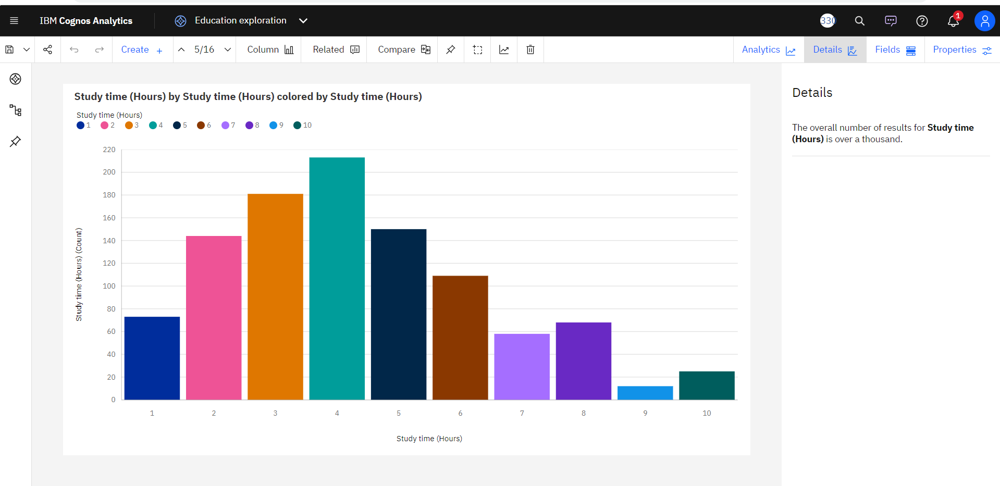 IBM Cognos Analytics
Education exploration
330
1
Create +
5/16
Column
Related
Compare
Analytics
Details
Fields
Properties
Study time (Hours) by Study time (Hours) colored by Study time (Hours)
Study time (Hours)
1 2 3 4 5 6 7 8 9 10
220
200
180
160
140
120
100
80
60
40
20
0
Study time (Hours) (Count)
1 2 3 4 5 6 7 8 9 10
Study time (Hours)
Details
The overall number of results for Study time
(Hours) is over a thousand.